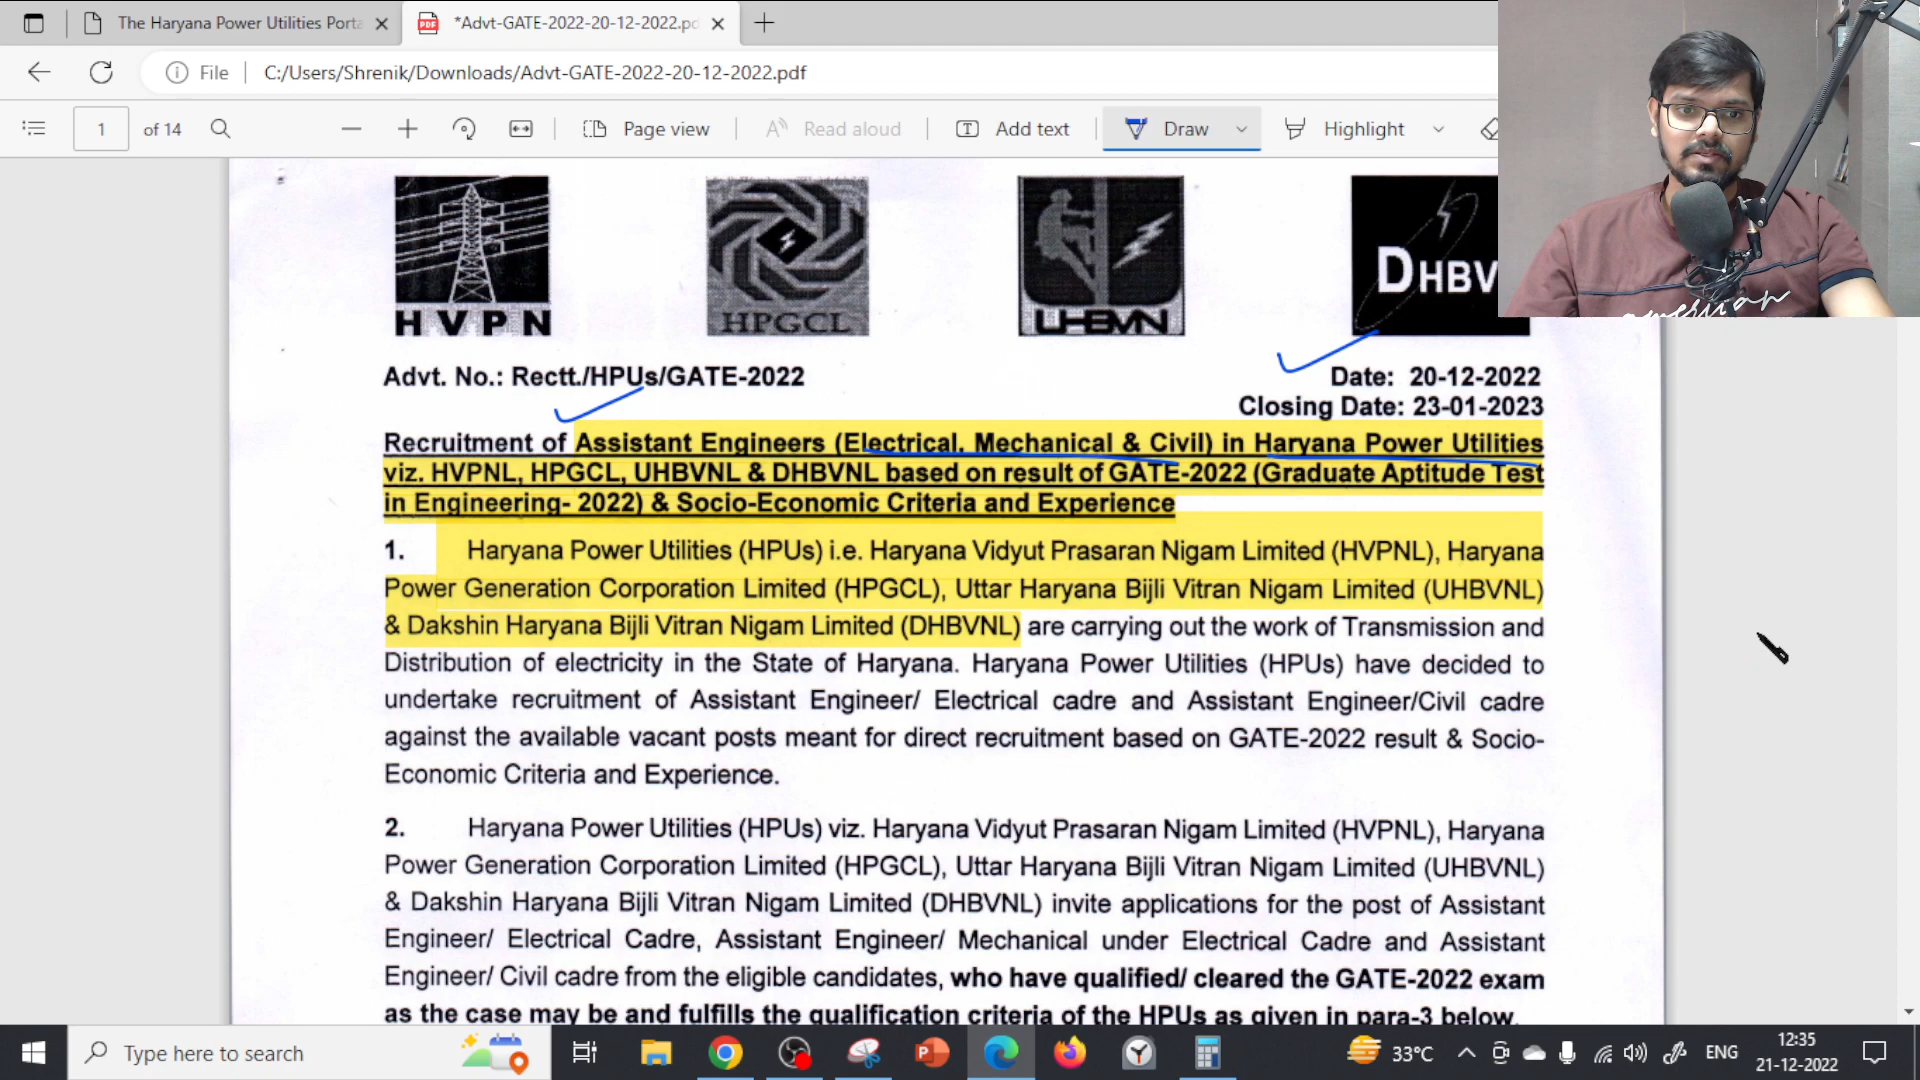 The Haryana Power Utilities Porta
*Advt-GATE-2022-20-12-2022.pd
File
C:/Users/Shrenik/Downloads/Advt-GATE-2022-20-12-2022.pdf
1 of 14
Page view
Read aloud
Add text
Draw
Highlight
HVPN
HPGCL
UHBVN
DHBV
american
Advt. No.: Rectt./HPUs/GATE-2022
Date: 20-12-2022
Closing Date: 23-01-2023
Recruitment of Assistant Engineers (Electrical, Mechanical & Civil) in Haryana Power Utilities
viz. HVPNL, HPGCL, UHBVNL & DHBVNL based on result of GATE-2022 (Graduate Aptitude Test
in Engineering- 2022) & Socio-Economic Criteria and Experience
1. Haryana Power Utilities (HPUs) i.e. Haryana Vidyut Prasaran Nigam Limited (HVPNL), Haryana
Power Generation Corporation Limited (HPGCL), Uttar Haryana Bijli Vitran Nigam Limited (UHBVNL)
& Dakshin Haryana Bijli Vitran Nigam Limited (DHBVNL) are carrying out the work of Transmission and
Distribution of electricity in the State of Haryana. Haryana Power Utilities (HPUs) have decided to
undertake recruitment of Assistant Engineer/ Electrical cadre and Assistant Engineer/Civil cadre
against the available vacant posts meant for direct recruitment based on GATE-2022 result & Socio-
Economic Criteria and Experience.
2. Haryana Power Utilities (HPUs) viz. Haryana Vidyut Prasaran Nigam Limited (HVPNL), Haryana
Power Generation Corporation Limited (HPGCL), Uttar Haryana Bijli Vitran Nigam Limited (UHBVNL)
& Dakshin Haryana Bijli Vitran Nigam Limited (DHBVNL) invite applications for the post of Assistant
Engineer/ Electrical Cadre, Assistant Engineer/ Mechanical under Electrical Cadre and Assistant
Engineer/ Civil cadre from the eligible candidates, who have qualified/ cleared the GATE-2022 exam
as the case may be and fulfills the qualification criteria of the HPUs as given in para-3 below.
Type here to search
33°C
ENG
12:35
21-12-2022